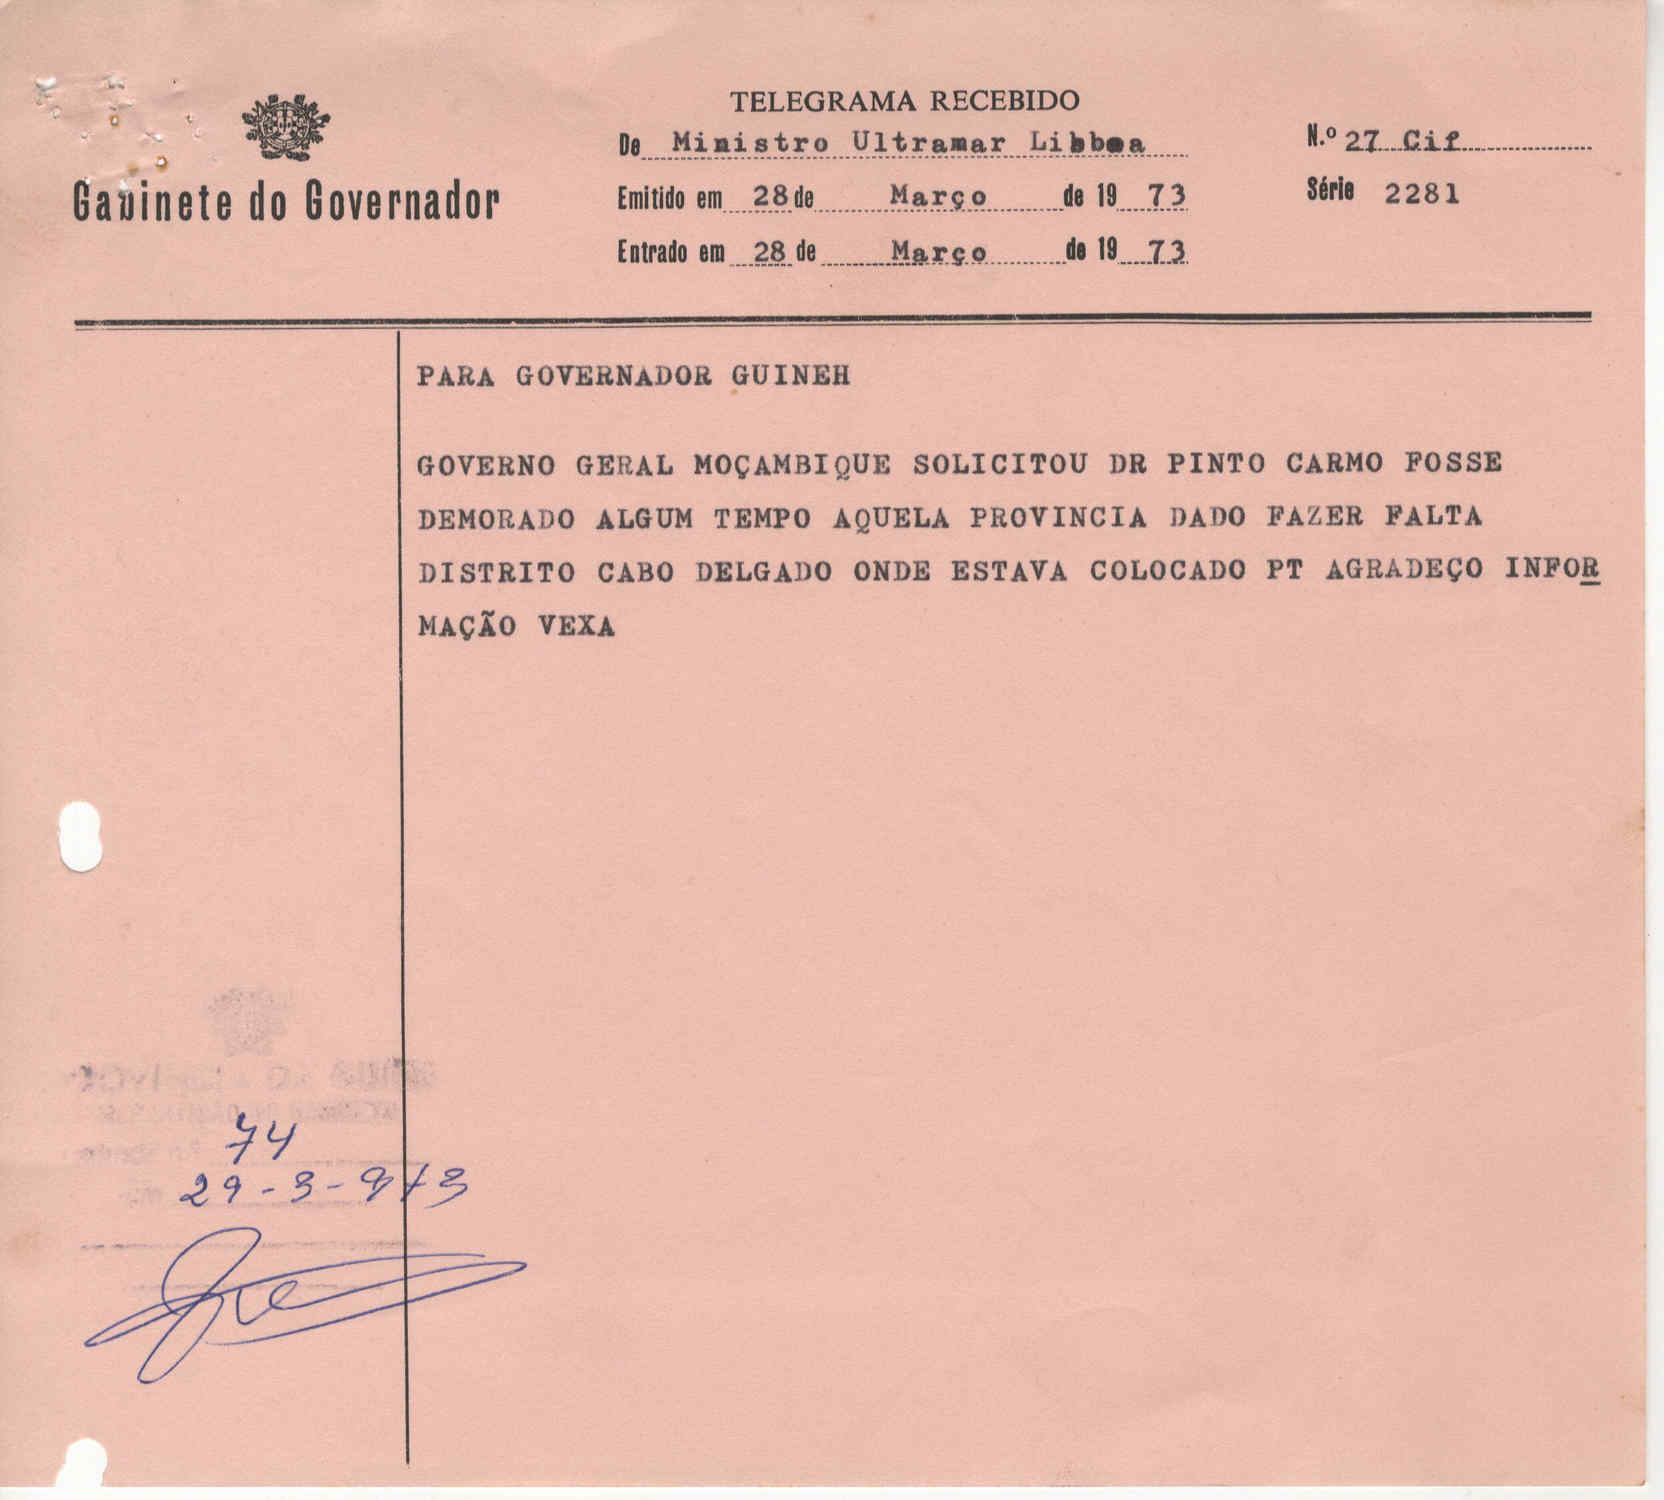 TELEGRAMA RECEBIDO
De Ministro Ultramar Lisboa
N.º 27 Cif
Gabinete do Governador
Emitido em 28 de Março de 19 73
Série 2281
Entrado em 28 de Março de 19 73
PARA GOVERNADOR GUINEH
GOVERNO GERAL MOÇAMBIQUE SOLICITOU DR PINTO CARMO FOSSE
DEMORADO ALGUM TEMPO AQUELA PROVINCIA DADO FAZER FALTA
DISTRITO CABO DELGADO ONDE ESTAVA COLOCADO PT AGRADEÇO INFOR
MAÇÃO VEXA
74
29-3-973